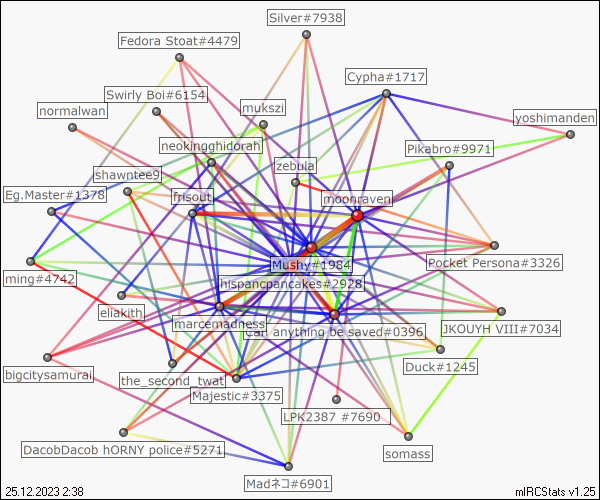 Silver#7938
Fedora Stoat#4479
Cypha#1717
Swirly Boi#6154
normalwan
mukszi
yoshimanden
neokingghidorah
Pikabro#9971
zebula
shawntee9
Eg.Master#1378
frisout
moonraven
Mushy#1984
Pocket Persona#3326
ming#4742
hispancpancakes#2928
eliakith
marcemadness
can anything be saved#0396
JKOUYH VIII#7034
Duck#1245
bigcitysamurai
the_second_twat
Majestic#3375
LPK2387 #7690
DacobDacob hORNY police#5271
somass
Madネコ#6901
25.12.2023 2:38
mIRCStats v1.25